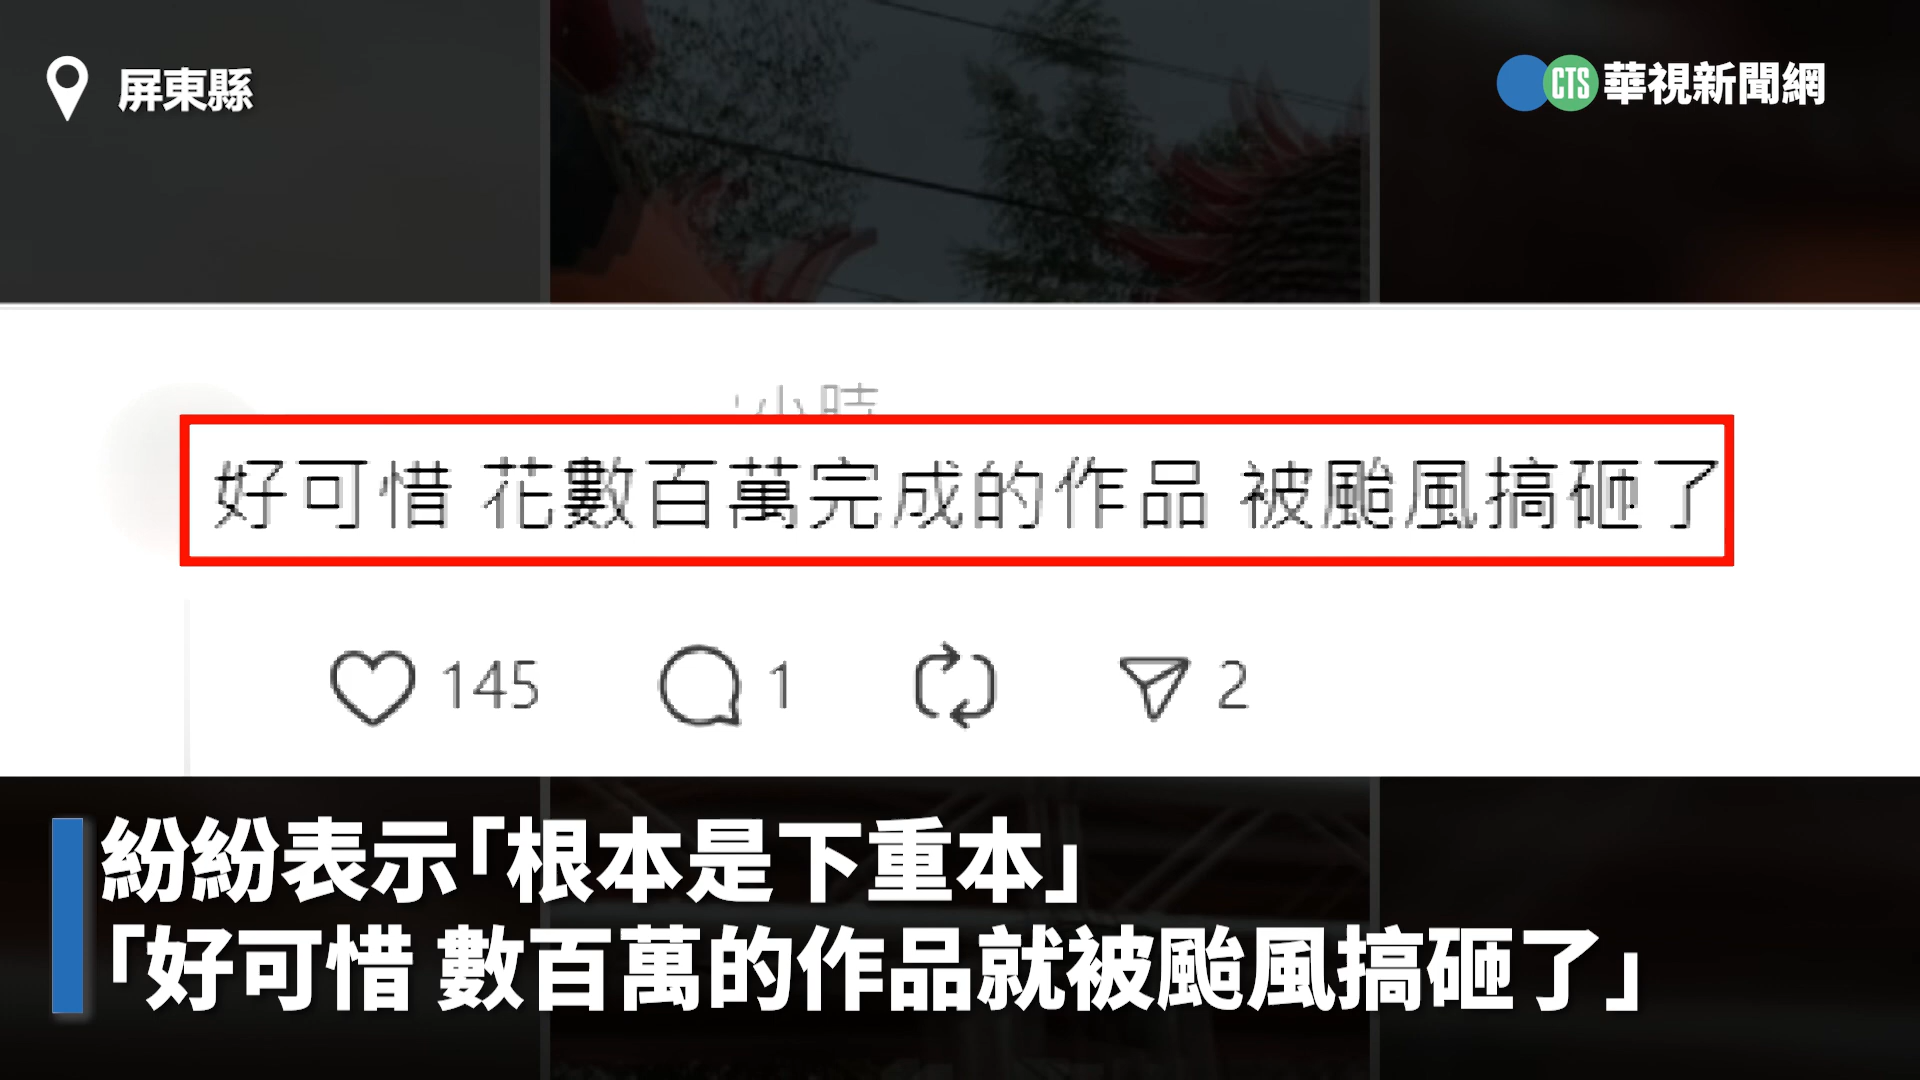 屏東縣
CTS 華視新聞網
小時
好可惜 花數百萬完成的作品 被颱風搞砸了
145 1 2
紛紛表示「根本是下重本」
「好可惜 數百萬的作品就被颱風搞砸了」